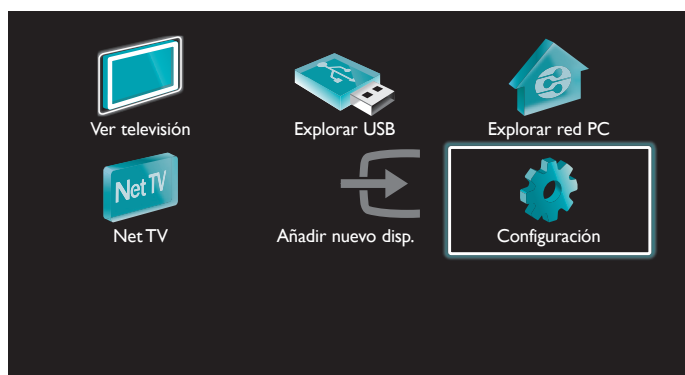 Ver televisión
Explorar USB
Explorar red PC
Net TV
Net TV
Añadir nuevo disp.
Configuración